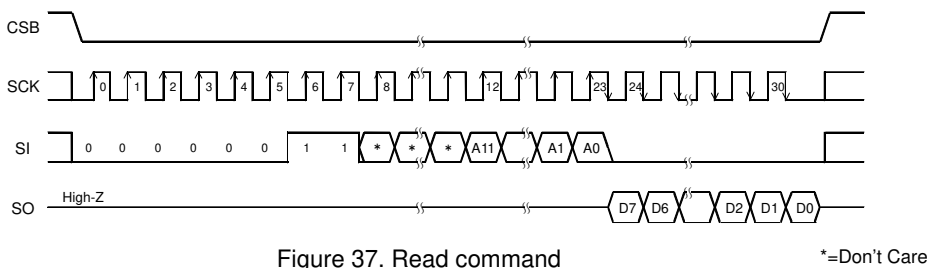 CSB
SCK 0 1 2 3 4 5 6 7 8 12 23 24 30
SI 0 0 0 0 0 0 1 1 * * * A11 A1 A0
High-Z
SO D7 D6 D2 D1 D0
Figure 37. Read command
*=Don't Care